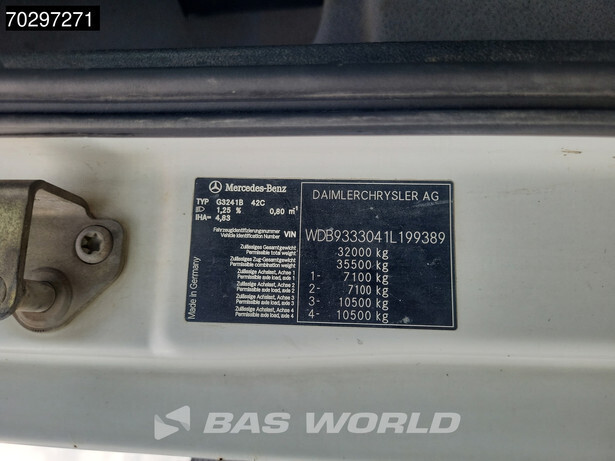 70297271
Mercedes-Benz
TYP G3241B 42C
1,25 % 0,80 m¹
IHA= 4,83
Fahrzeugidentifizierungsnummer
Vehicle Identification Number VIN
Zulässiges Gesamtgewicht
Permissible total weight
Zulässiges Zug-Gesamtgewicht
Permissible combination weight
Zulässige Achslast, Achse 1
Permissible axle load, axle 1
Zulässige Achslast, Achse 2
Permissible axle load, axle 2
Zulässige Achslast, Achse 3
Permissible axle load, axle 3
Zulässige Achslast, Achse 4
Permissible axle load, axle 4
Made in Germany
DAIMLERCHRYSLER AG
WDB9333041L199389
32000 kg
35500 kg
1- 7100 kg
2- 7100 kg
3- 10500 kg
4- 10500 kg
BAS WORLD